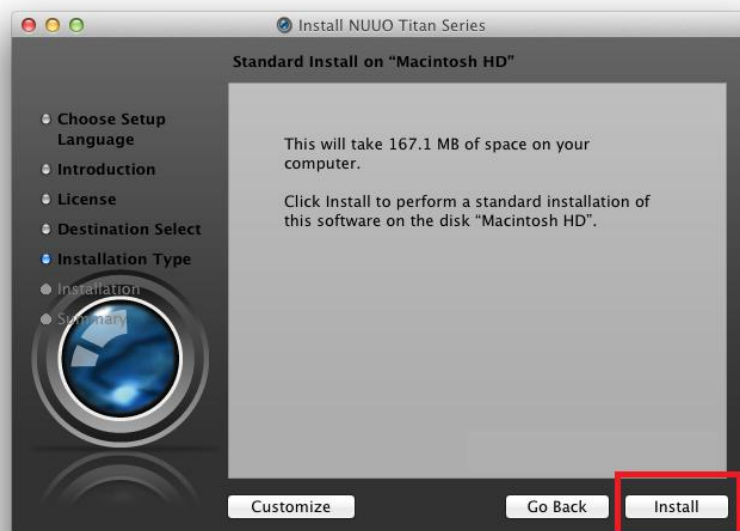 Install NUUO Titan Series
Standard Install on “Macintosh HD”
Choose Setup
Language
Introduction
License
Destination Select
Installation Type
Installation
Summary
This will take 167.1 MB of space on your
computer.
Click Install to perform a standard installation of
this software on the disk “Macintosh HD”.
Customize
Go Back
Install